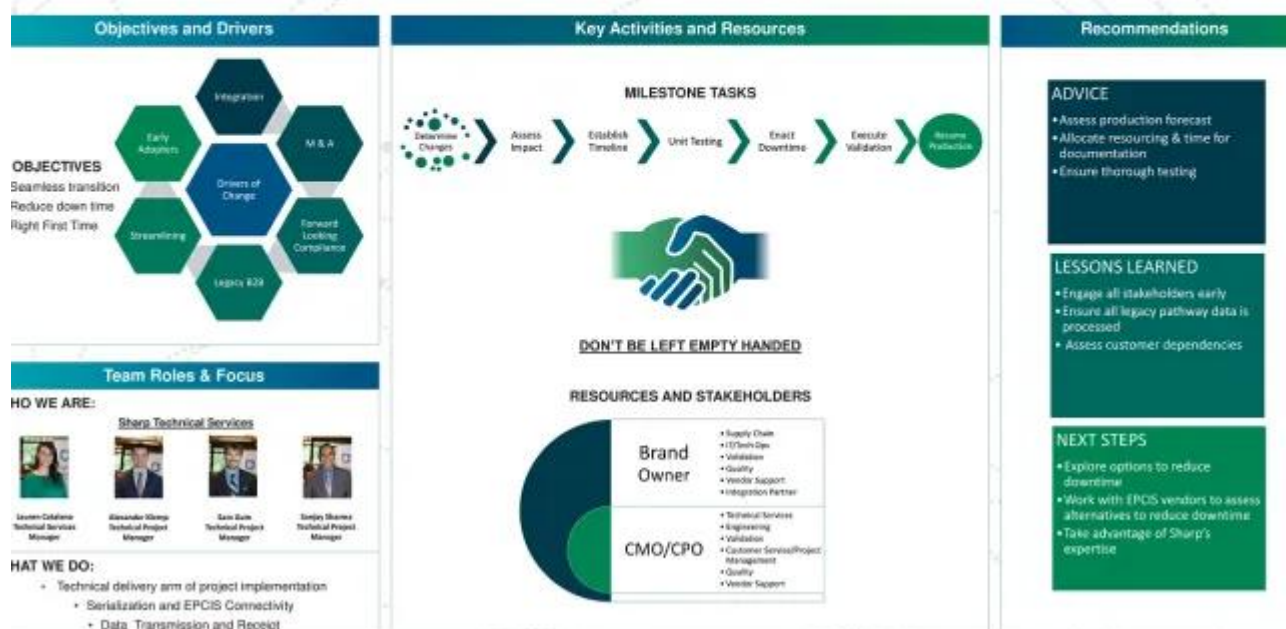 Objectives and Drivers
Integration
Early
Adopters
M & A
OBJECTIVES
Seamless transition
Reduce down time
Right First Time
Drivers of
Change
Streamlining
Forward
Looking
Compliance
Legacy B2B
Team Roles & Focus
HO WE ARE:
Sharp Technical Services
Technical Services
Manager
Technical Project
Manager
Technical Project
Manager
Sanjay Sharma
Technical Project
Manager
HAT WE DO:
• Technical delivery arm of project implementation
• Serialization and EPCIS Connectivity
• Data Transmission and Receipt
Key Activities and Resources
MILESTONE TASKS
Determine
Changes
Assess
Impact
Establish
Timeline
Unit Testing
Enact
Downtime
Execute
Validation
Resume
Production
DON'T BE LEFT EMPTY HANDED
RESOURCES AND STAKEHOLDERS
Brand
Owner
• Supply Chain
• IT/Tech Ops
• Validation
• Quality
• Vendor Support
• Integration Partner
CMO/CPO
• Technical Services
• Engineering
• Validation
• Customer Service/Project
Management
• Quality
• Vendor Support
Recommendations
ADVICE
• Assess production forecast
• Allocate resourcing & time for
documentation
• Ensure thorough testing
LESSONS LEARNED
• Engage all stakeholders early
• Ensure all legacy pathway data is
processed
• Assess customer dependencies
NEXT STEPS
• Explore options to reduce
downtime
• Work with EPCIS vendors to assess
alternatives to reduce downtime
• Take advantage of Sharp's
expertise